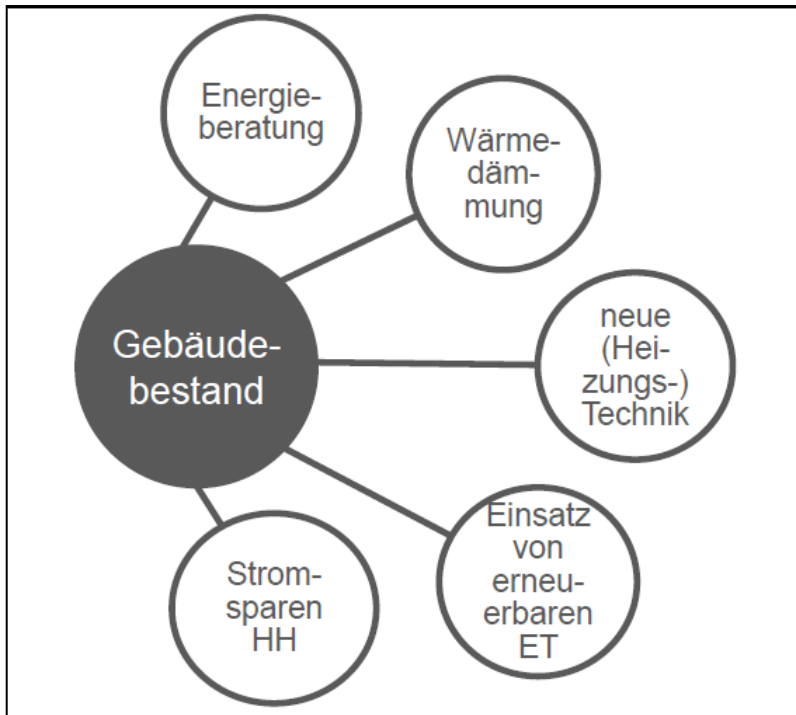 Energie-
beratung
Wärme-
däm-
mung
Gebäude-
bestand
neue
(Hei-
zungs-)
Technik
Einsatz
von
erneu-
erbaren
ET
Strom-
sparen
HH